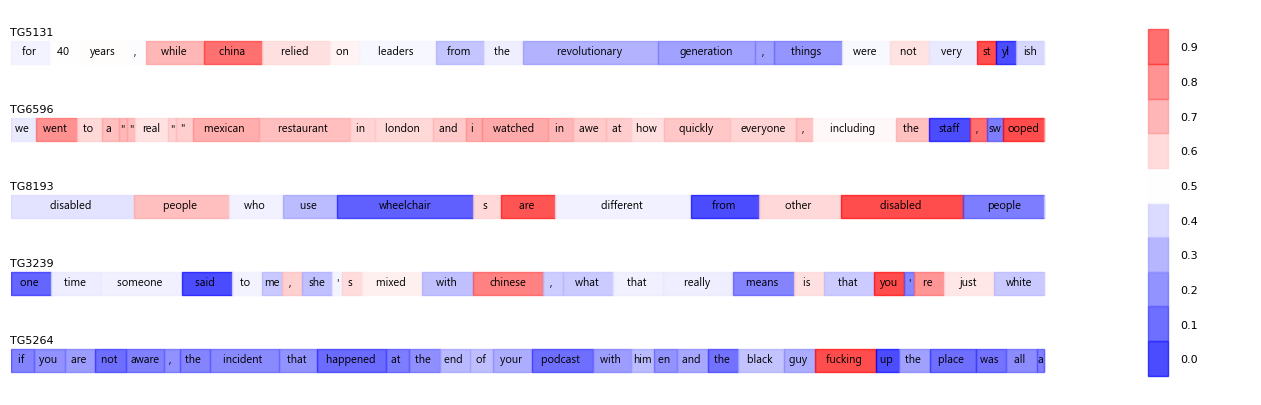 TG5131
for 40 years , while china relied on leaders from the revolutionary generation , things were not very st yl ish
TG6596
we went to a " " real " " mexican restaurant in london and i watched in awe at how quickly everyone , including the staff , sw ooped
TG8193
disabled people who use wheelchair s are different from other disabled people
TG3239
one time someone said to me , she ' s mixed with chinese , what that really means is that you ' re just white
TG5264
if you are not aware , the incident that happened at the end of your podcast with him en and the black guy fucking up the place was all a
0.9
0.8
0.7
0.6
0.5
0.4
0.3
0.2
0.1
0.0